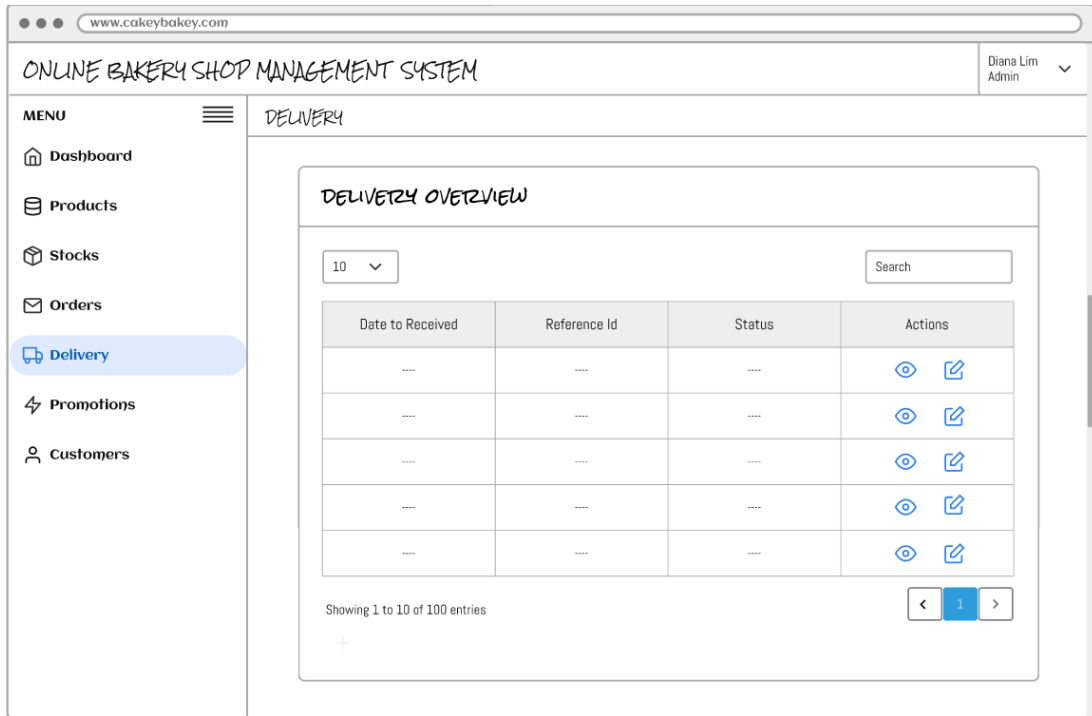 www.cakeybakey.com
ONLINE BAKERY SHOP MANAGEMENT SYSTEM
Diana Lim
Admin
MENU
DELIVERY
Dashboard
Products
Stocks
Orders
Delivery
Promotions
Customers
DELIVERY OVERVIEW
10
Search
Date to Received Reference Id Status Actions
---- ---- ----
---- ---- ----
---- ---- ----
---- ---- ----
---- ---- ----
Showing 1 to 10 of 100 entries
< 1 >